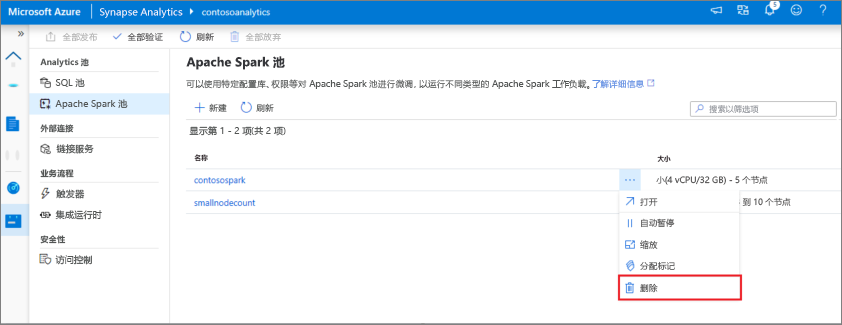 Microsoft Azure Synapse Analytics contosoanalytics 5
全部发布 全部验证 刷新 全部放弃
Analytics 池
SQL 池
Apache Spark 池
外部连接
链接服务
业务流程
触发器
集成运行时
安全性
访问控制
Apache Spark 池
可以使用特定配置库、权限等对 Apache Spark 池进行微调，以运行不同类型的 Apache Spark 工作负载。了解详细信息
新建 刷新 搜索以筛选项
显示第 1 - 2 项(共 2 项)
名称 大小
contosospark 小(4 vCPU/32 GB) - 5 个节点
smallnodecount 到 10 个节点
打开
自动暂停
缩放
分配标记
删除